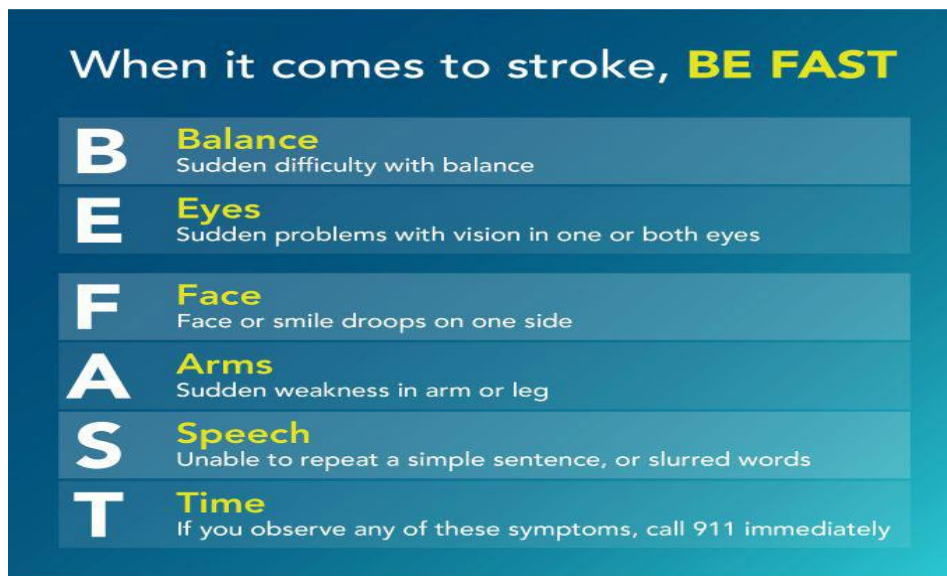 When it comes to stroke, BE FAST
B
Balance
Sudden difficulty with balance
E
Eyes
Sudden problems with vision in one or both eyes
F
Face
Face or smile droops on one side
A
Arms
Sudden weakness in arm or leg
S
Speech
Unable to repeat a simple sentence, or slurred words
T
Time
If you observe any of these symptoms, call 911 immediately